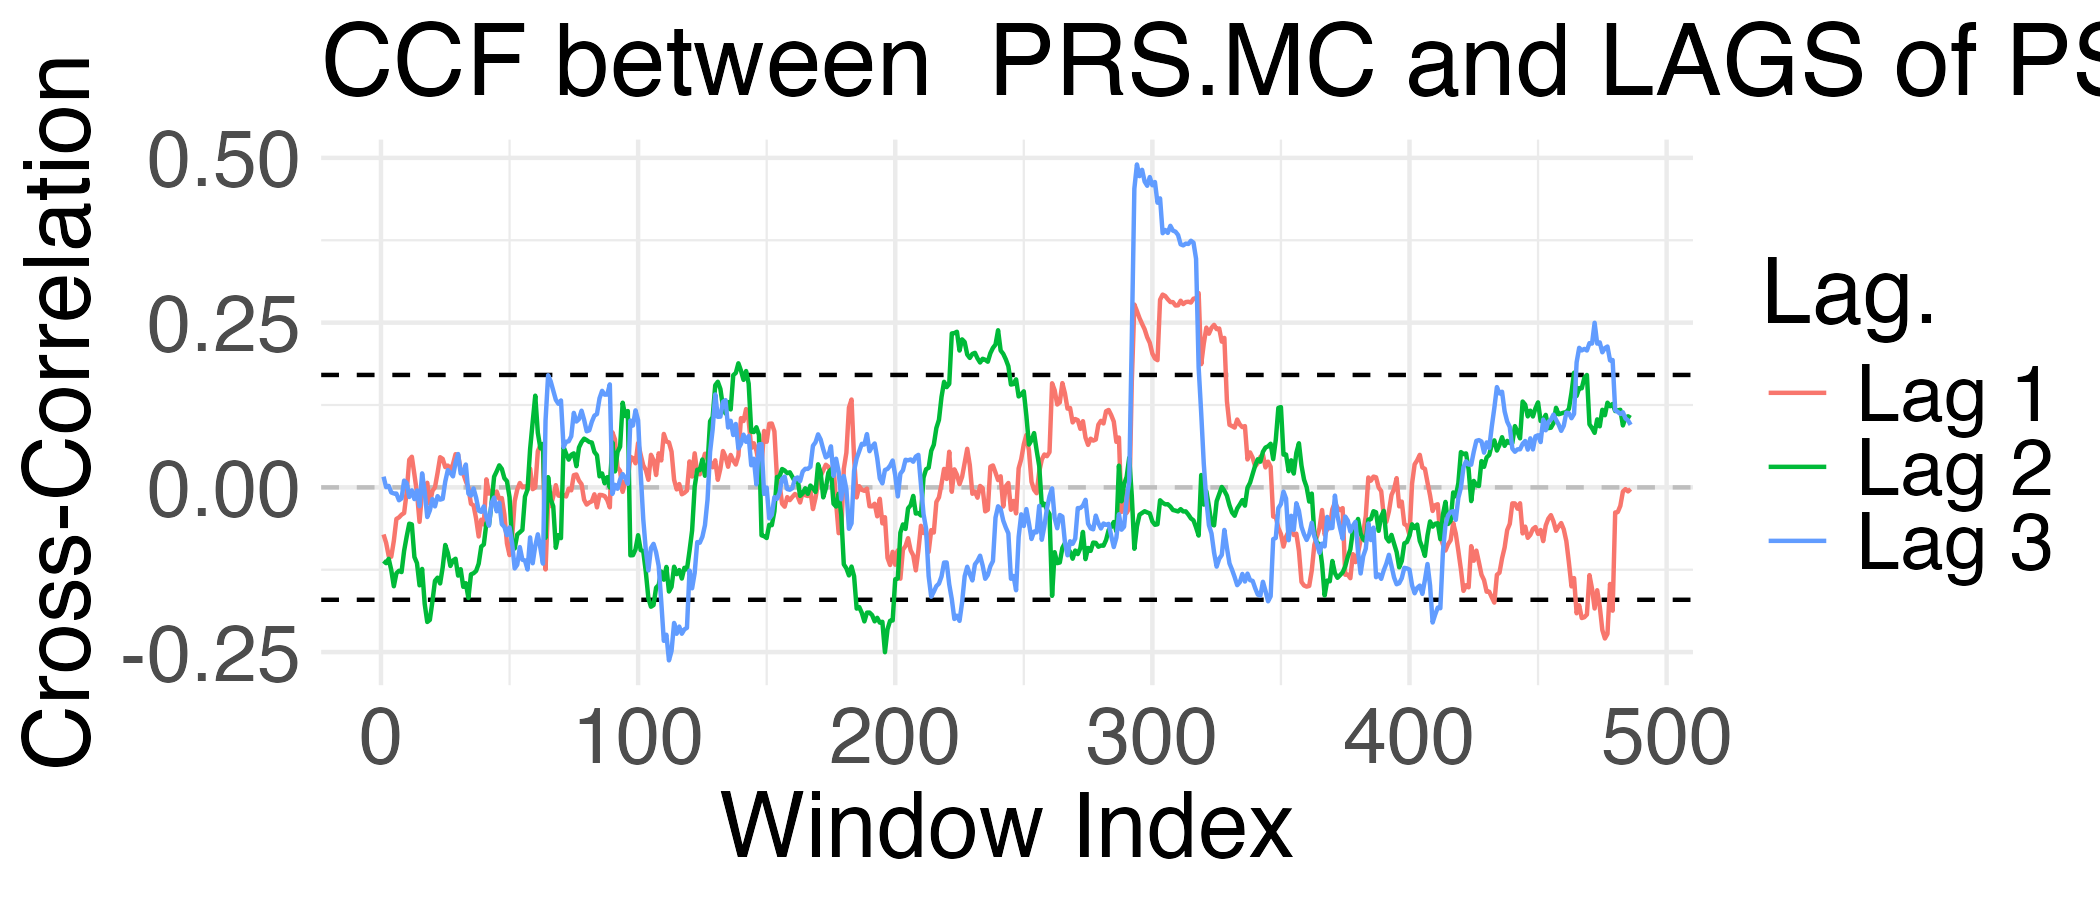 CCF between  PRS.MC and LAGS of PS
Cross-Correlation
0.50
0.25
0.00
-0.25
0
100
200
300
400
500
Window Index
Lag.
Lag 1
Lag 2
Lag 3